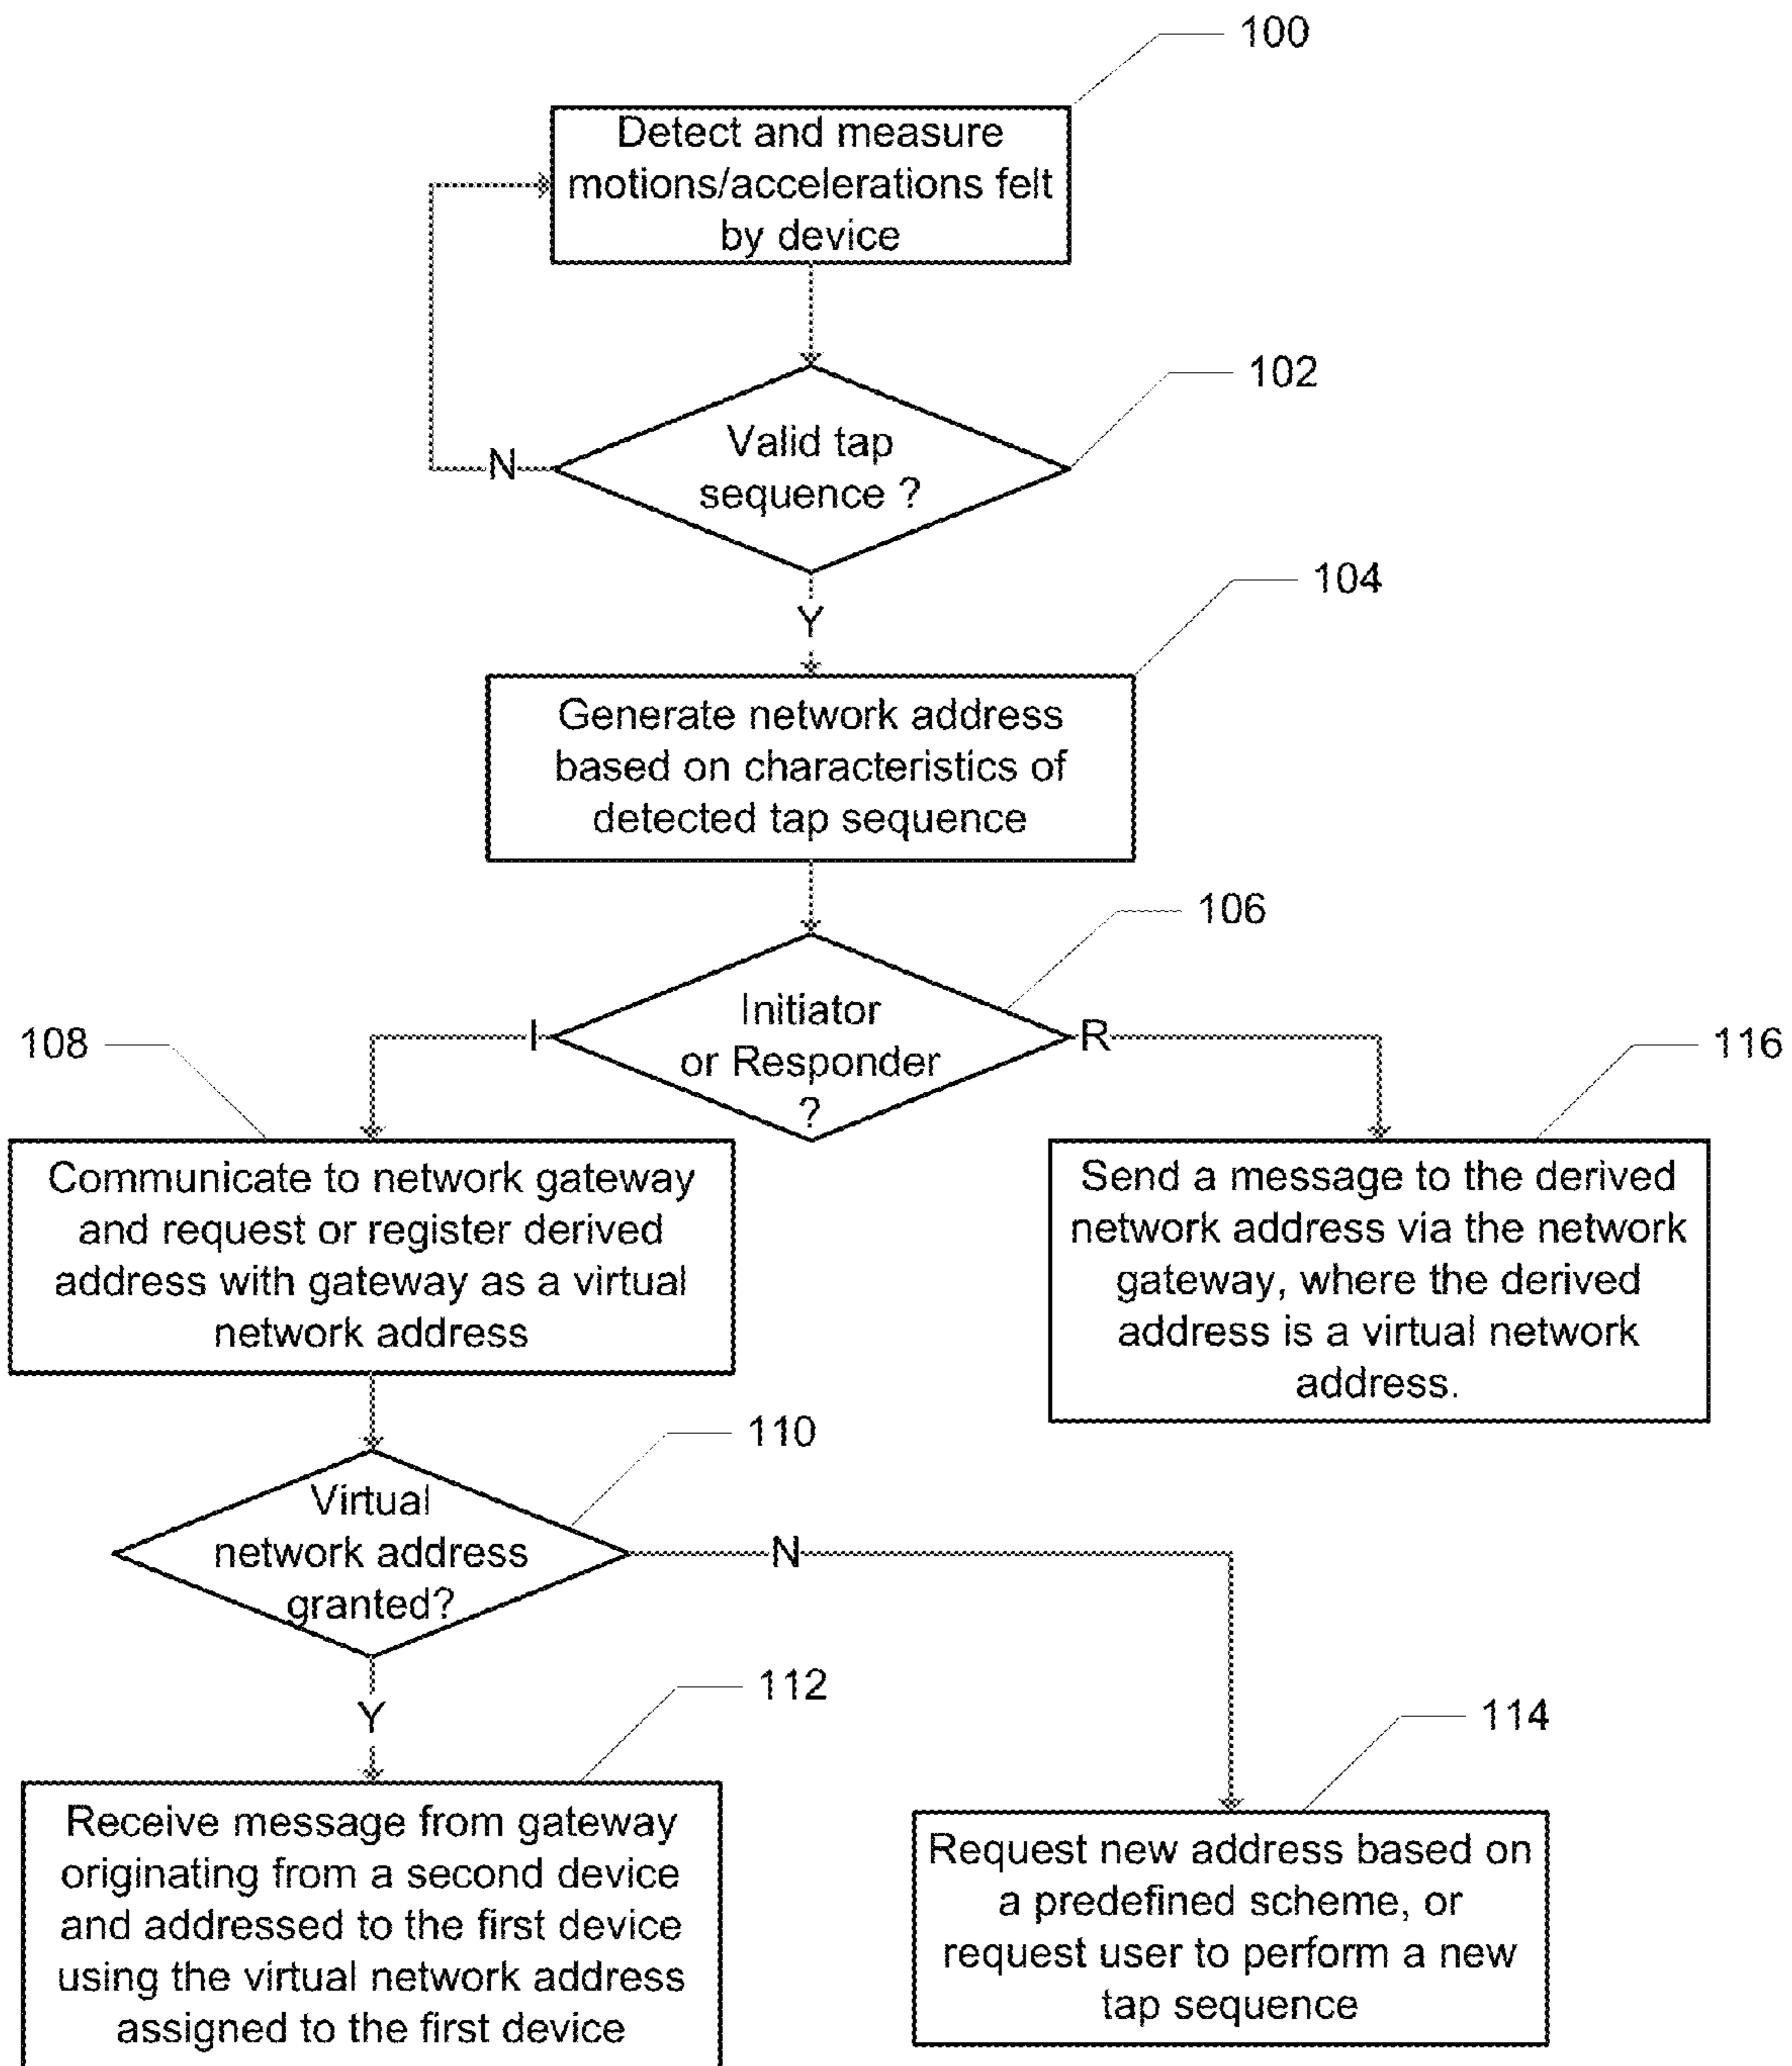 100
Detect and measure
motions/accelerations felt
by device
102
Valid tap
sequence ?
N
Y
104
Generate network address
based on characteristics of
detected tap sequence
106
Initiator
or Responder
?
I
R
108
116
Communicate to network gateway
and request or register derived
address with gateway as a virtual
network address
Send a message to the derived
network address via the network
gateway, where the derived
address is a virtual network
address.
110
Virtual
network address
granted?
N
Y
112
114
Receive message from gateway
originating from a second device
and addressed to the first device
using the virtual network address
assigned to the first device
Request new address based on
a predefined scheme, or
request user to perform a new
tap sequence